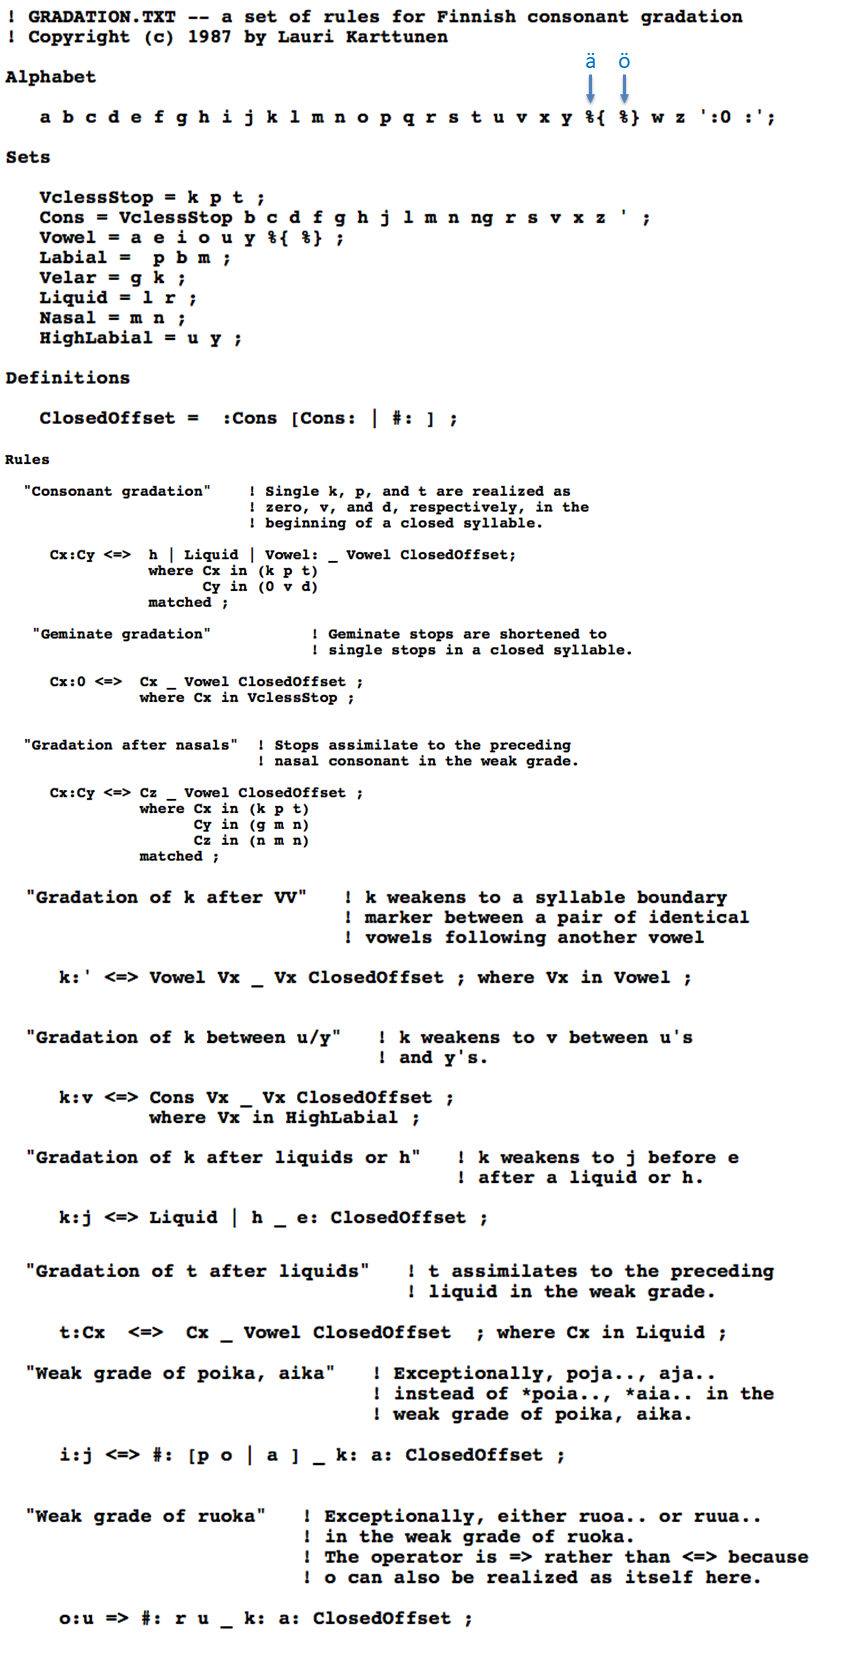 ! GRADATION.TXT -- a set of rules for Finnish consonant gradation
! Copyright (c) 1987 by Lauri Karttunen
ä ö
Alphabet
a b c d e f g h i j k l m n o p q r s t u v x y %{ %} w z ':0 :';
Sets
VclessStop = k p t ;
Cons = VclessStop b c d f g h j l m n ng r s v x z ' ;
Vowel = a e i o u y %{ %} ;
Labial = p b m ;
Velar = g k ;
Liquid = l r ;
Nasal = m n ;
HighLabial = u y ;
Definitions
ClosedOffset = :Cons [Cons: | #: ] ;
Rules
"Consonant gradation" ! Single k, p, and t are realized as
! zero, v, and d, respectively, in the
! beginning of a closed syllable.
Cx:Cy <=> h | Liquid | Vowel: _ Vowel ClosedOffset;
where Cx in (k p t)
Cy in (0 v d)
matched ;
"Geminate gradation" ! Geminate stops are shortened to
! single stops in a closed syllable.
Cx:0 <=> Cx _ Vowel ClosedOffset ;
where Cx in VclessStop ;
"Gradation after nasals" ! Stops assimilate to the preceding
! nasal consonant in the weak grade.
Cx:Cy <=> Cz _ Vowel ClosedOffset ;
where Cx in (k p t)
Cy in (g m n)
Cz in (n m n)
matched ;
"Gradation of k after VV" ! k weakens to a syllable boundary
! marker between a pair of identical
! vowels following another vowel
k:' <=> Vowel Vx _ Vx ClosedOffset ; where Vx in Vowel ;
"Gradation of k between u/y" ! k weakens to v between u's
! and y's.
k:v <=> Cons Vx _ Vx ClosedOffset ;
where Vx in HighLabial ;
"Gradation of k after liquids or h" ! k weakens to j before e
! after a liquid or h.
k:j <=> Liquid | h _ e: ClosedOffset ;
"Gradation of t after liquids" ! t assimilates to the preceding
! liquid in the weak grade.
t:Cx <=> Cx _ Vowel ClosedOffset ; where Cx in Liquid ;
"Weak grade of poika, aika" ! Exceptionally, poja.., aja..
! instead of *poia.., *aia.. in the
! weak grade of poika, aika.
i:j <=> #: [p o | a ] _ k: a: ClosedOffset ;
"Weak grade of ruoka" ! Exceptionally, either ruoa.. or ruua..
! in the weak grade of ruoka.
! The operator is => rather than <=> because
! o can also be realized as itself here.
o:u => #: r u _ k: a: ClosedOffset ;